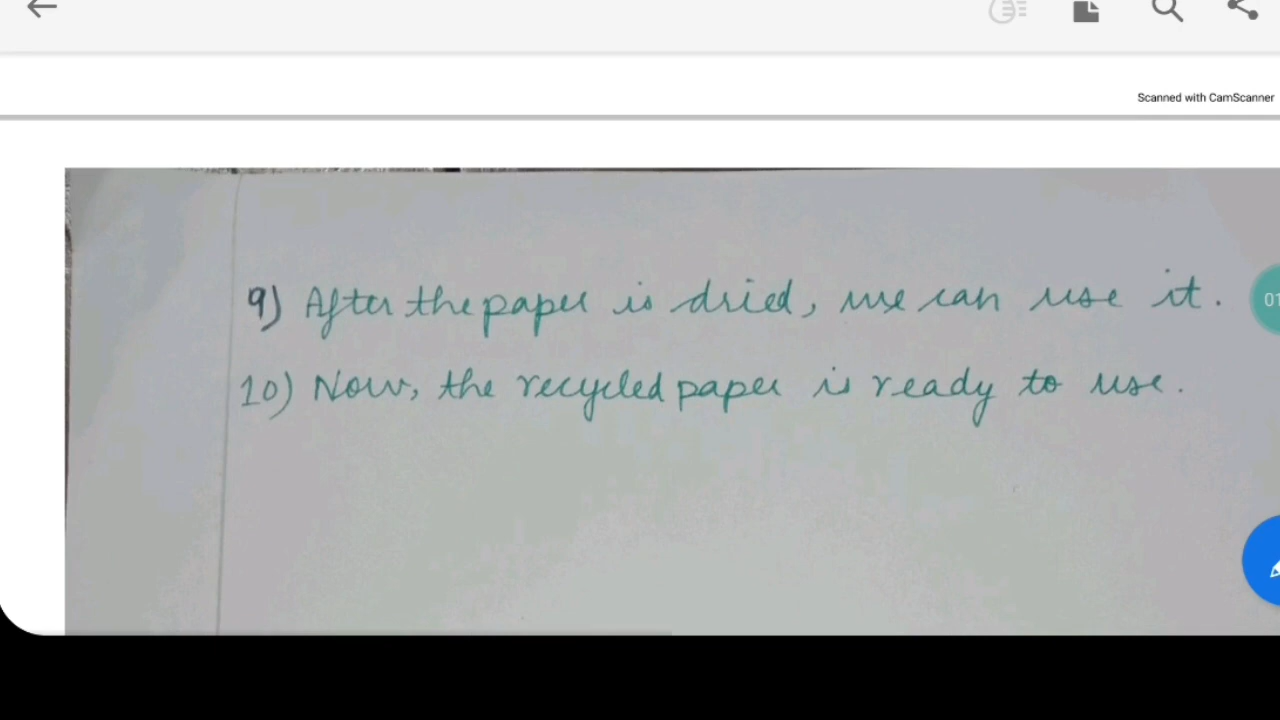 Scanned with CamScanner
9) After the paper is dried, we can use it.
10) Now, the recycled paper is ready to use.
01